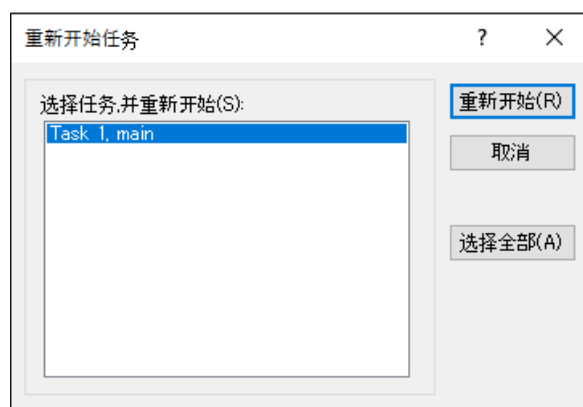 重新开始任务
?
选择任务,并重新开始(S):
Task 1, main
重新开始(R)
取消
选择全部(A)